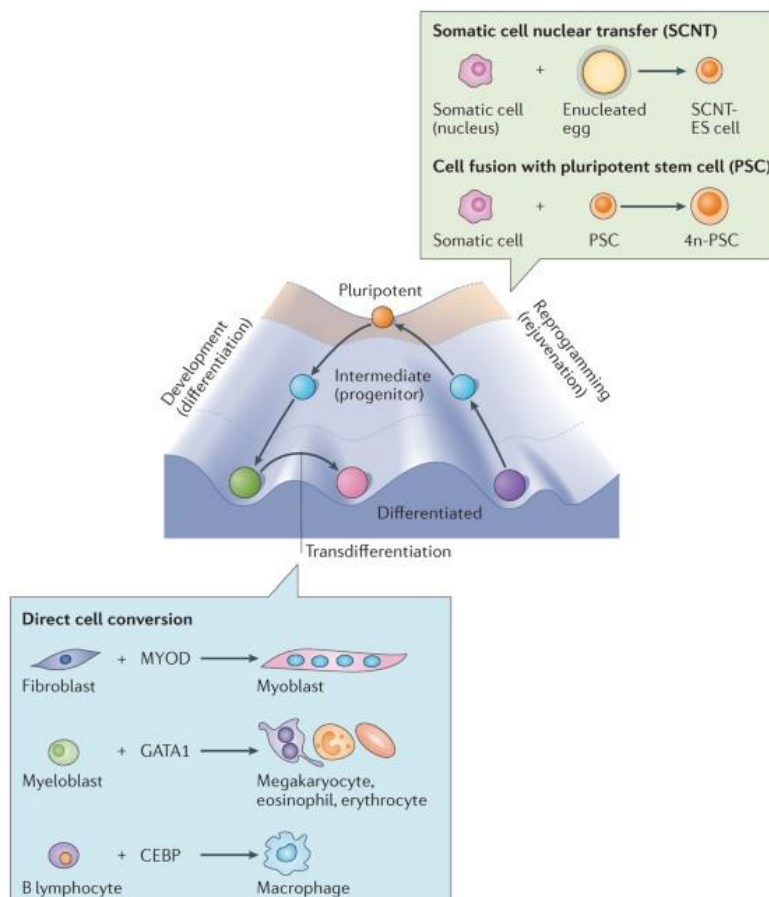 Somatic cell nuclear transfer (SCNT)
+
Somatic cell
(nucleus)
Enucleated
egg
SCNT-
ES cell
Cell fusion with pluripotent stem cell (PSC)
+
Somatic cell
PSC
4n-PSC
Pluripotent
Development
(differentiation)
Reprogramming
(rejuvenation)
Intermediate
(progenitor)
Differentiated
Transdifferentiation
Direct cell conversion
+ MYOD
Fibroblast
Myoblast
+ GATA1
Myeloblast
Megakaryocyte,
eosinophil, erythrocyte
+ CEBP
B lymphocyte
Macrophage